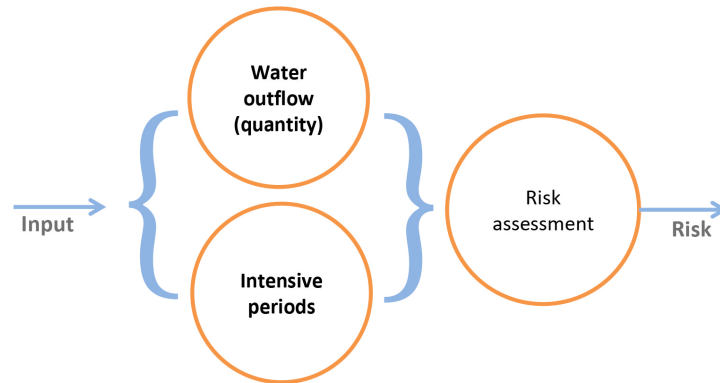 Input
Water
outflow
(quantity)
Intensive
periods
Risk
assessment
Risk